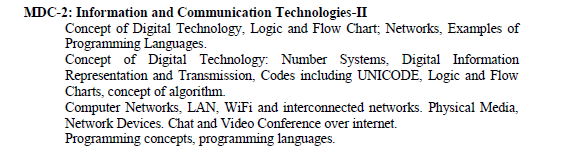 MDC-2: Information and Communication Technologies-II
Concept of Digital Technology, Logic and Flow Chart; Networks, Examples of
Programming Languages.
Concept of Digital Technology: Number Systems, Digital Information
Representation and Transmission, Codes including UNICODE, Logic and Flow
Charts, concept of algorithm.
Computer Networks, LAN, WiFi and interconnected networks. Physical Media,
Network Devices. Chat and Video Conference over internet.
Programming concepts, programming languages.